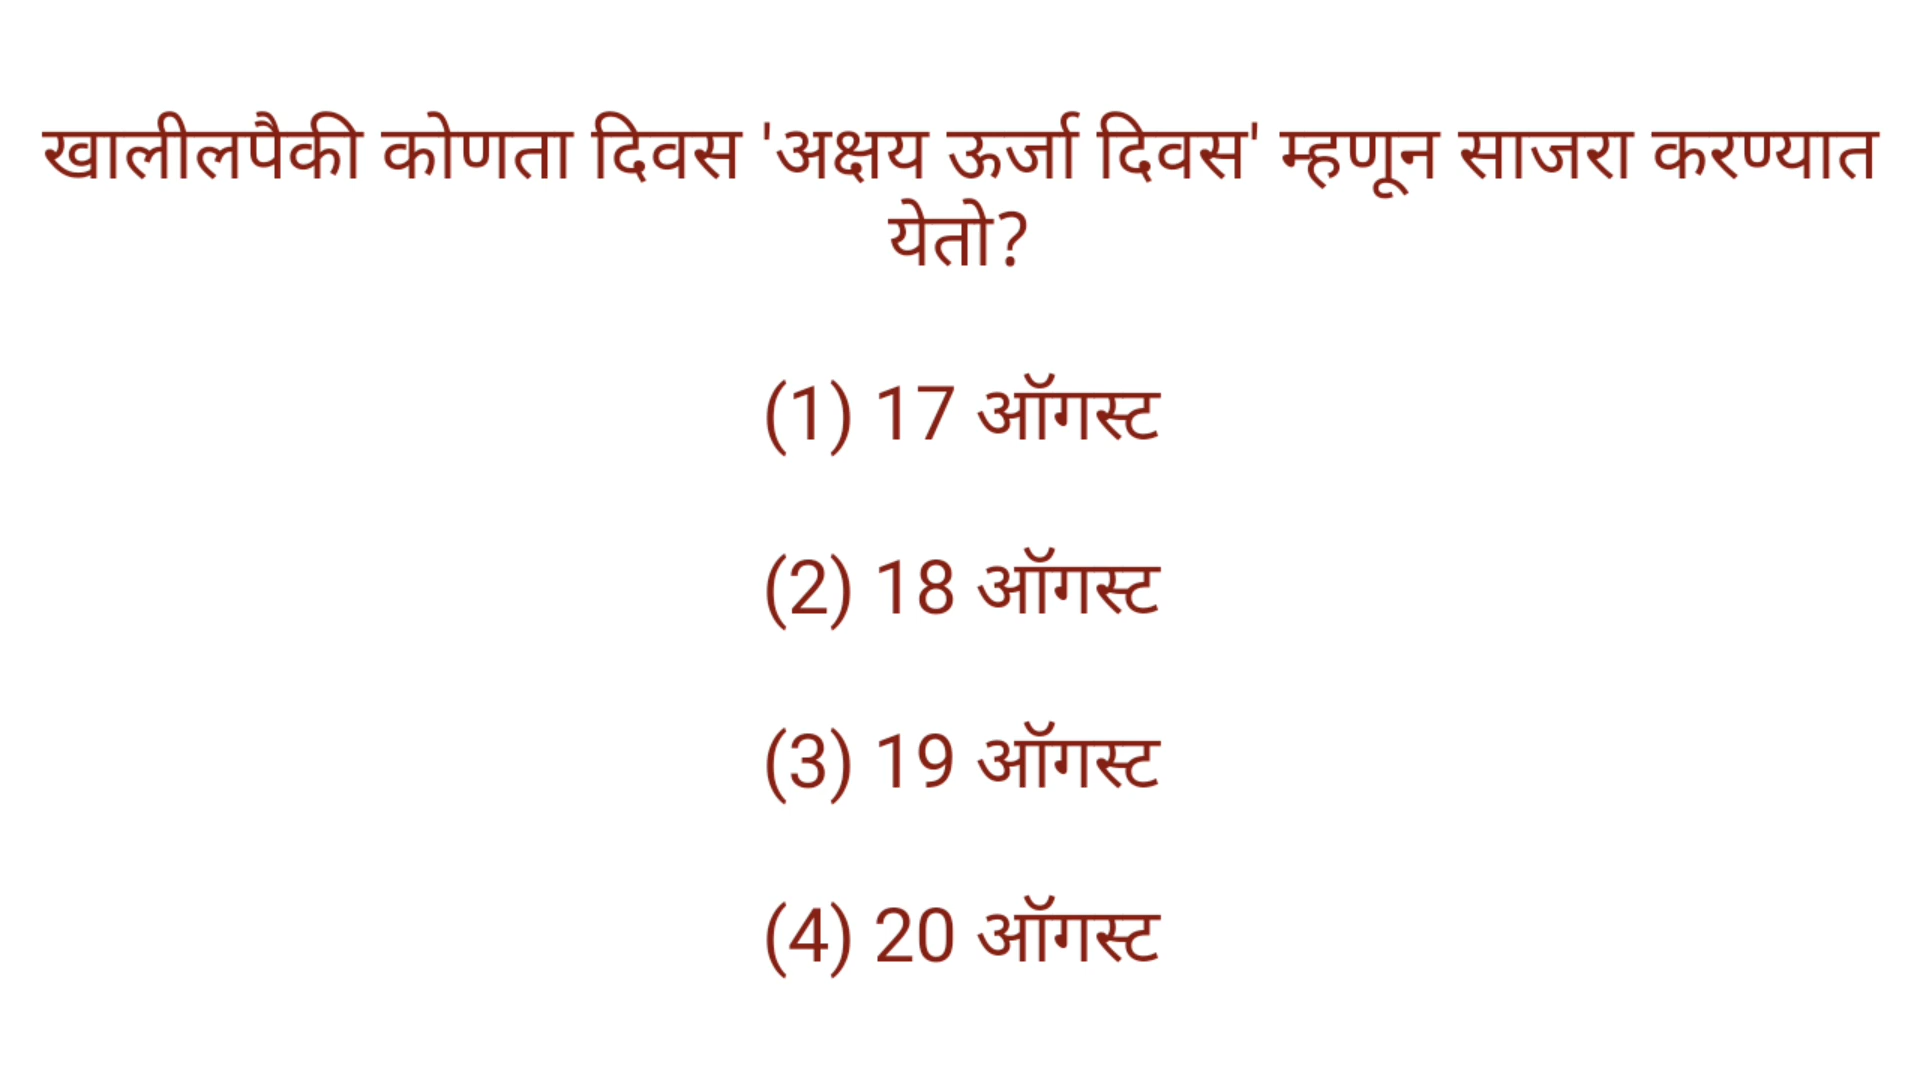 खालीलपैकी कोणता दिवस 'अक्षय ऊर्जा दिवस' म्हणून साजरा करण्यात
येतो?
(1) 17 ऑगस्ट
(2) 18 ऑगस्ट
(3) 19 ऑगस्ट
(4) 20 ऑगस्ट